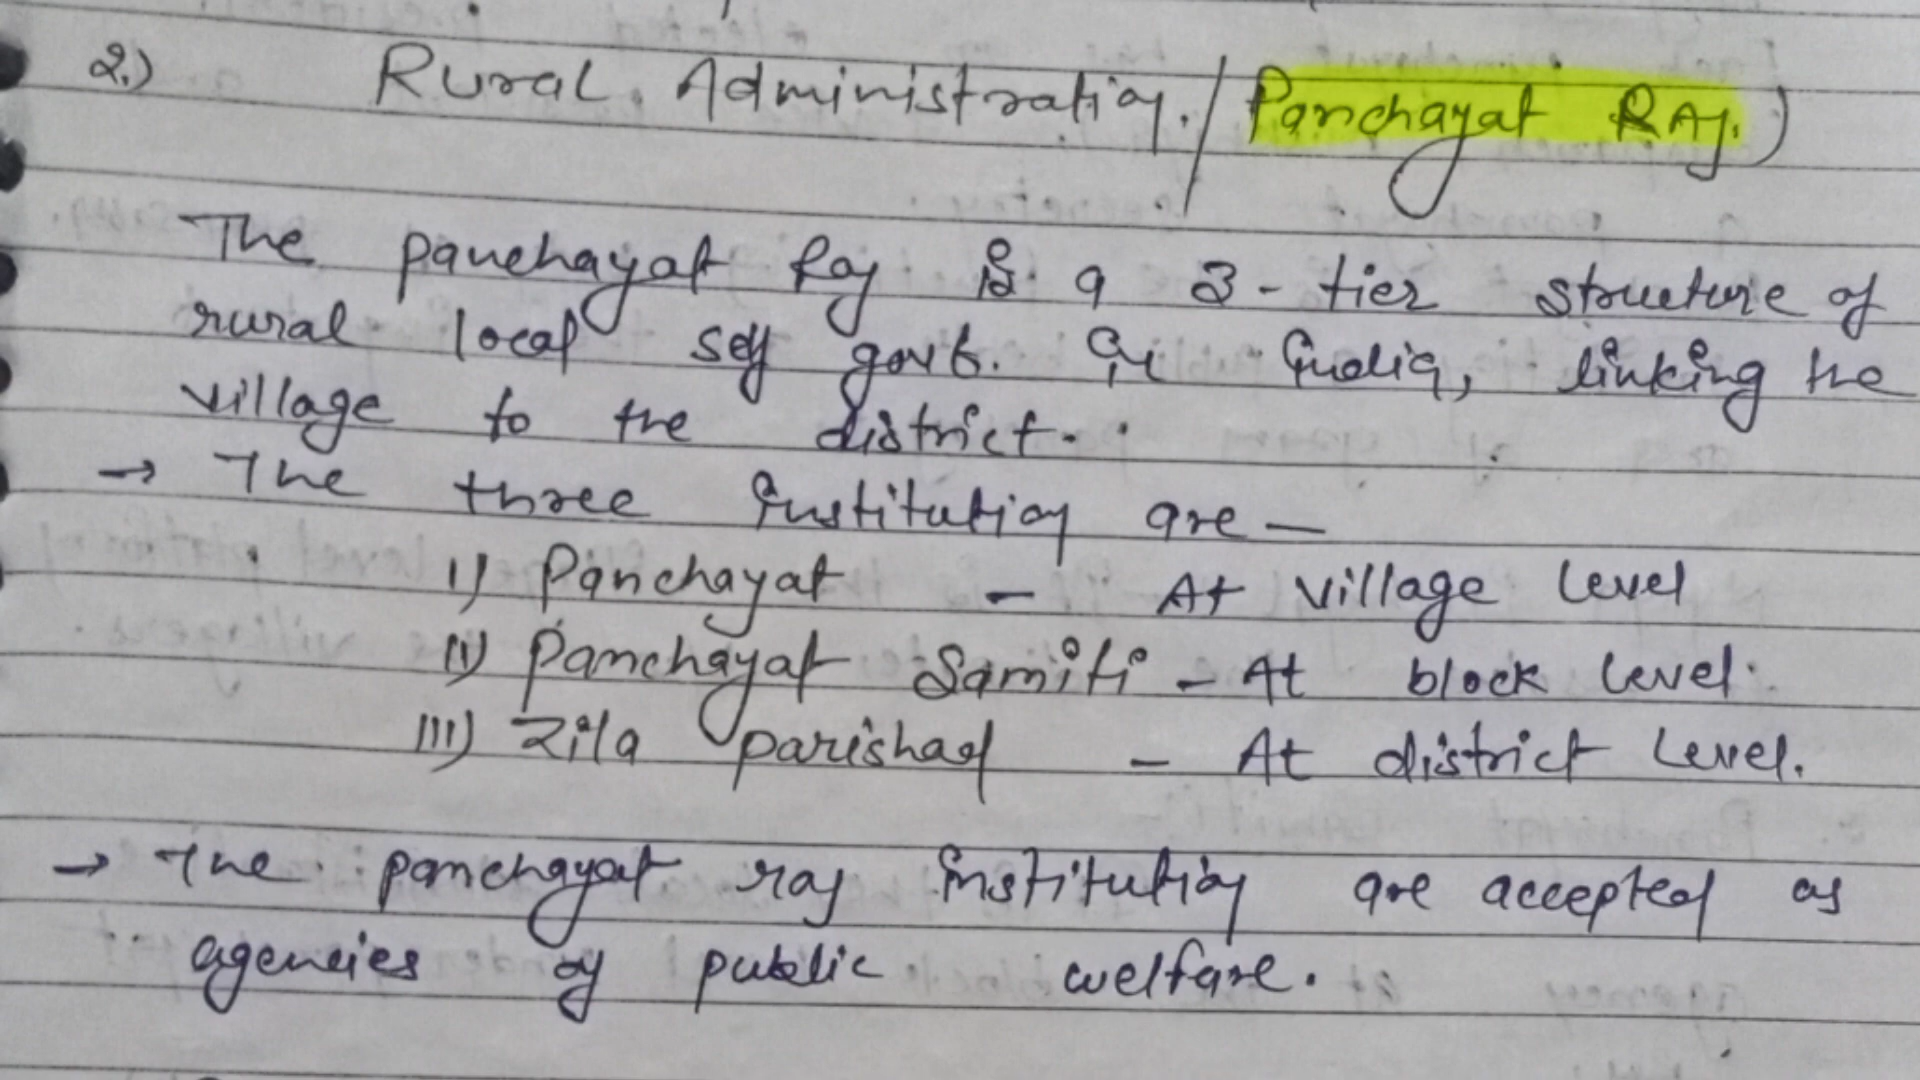 2.) Rural Administration. / Panchayat RAj.)
The panchayat Raj is a 3-tier structure of
rural local self govt. in India, linking the
village to the district.
→ The three institution are —
I) Panchayat - At village level
II) Panchayat Samiti - At block level.
III) Zila parishad - At district level.
→ The panchayat raj institution are accepted as
agencies of public welfare.